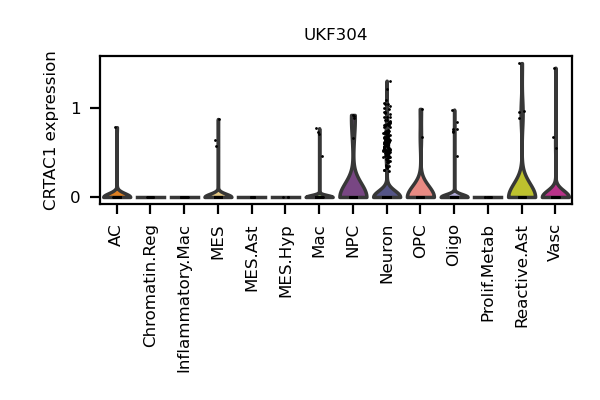 UKF304
CRTAC1 expression
1
0
AC
Chromatin.Reg
Inflammatory.Mac
MES
MES.Ast
MES.Hyp
Mac
NPC
Neuron
OPC
Oligo
Prolif.Metab
Reactive.Ast
Vasc